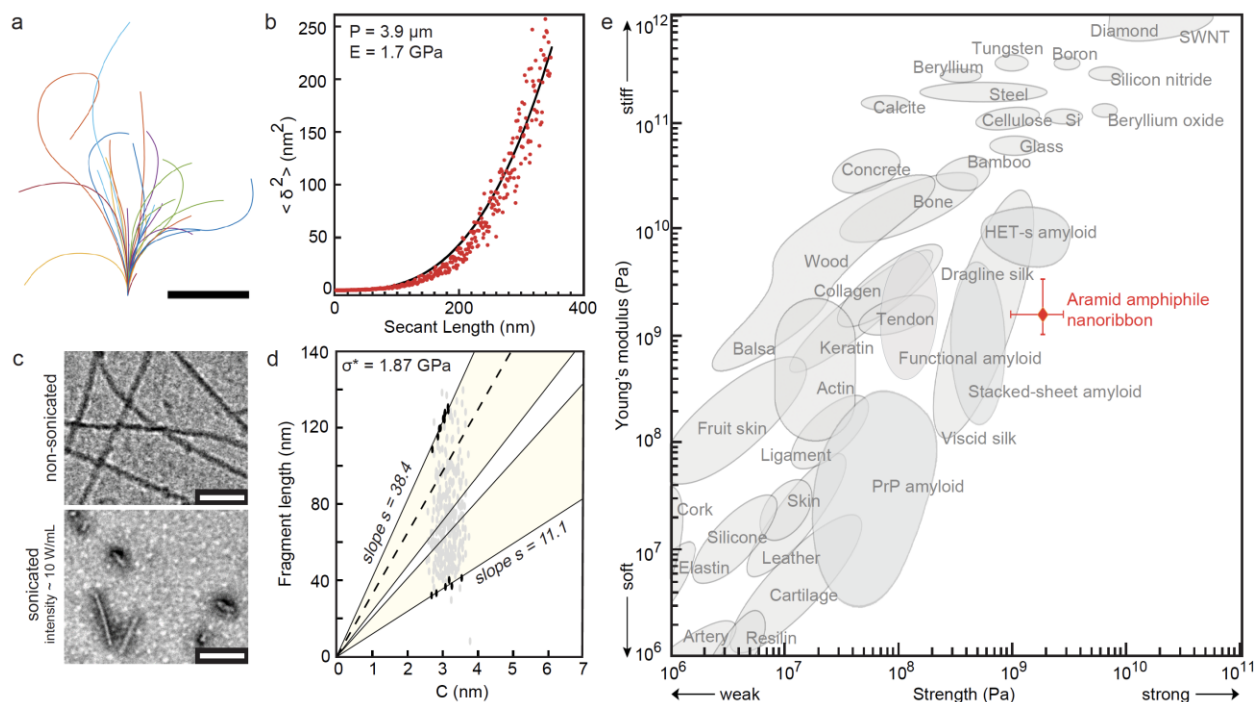 a
b
P = 3.9 µm
E = 1.7 GPa
< δ² > (nm²)
250
200
150
100
50
0
0
200
400
Secant Length (nm)
c
non-sonicated
sonicated
intensity ~ 10 W/mL
d
σ* = 1.87 GPa
Fragment length (nm)
140
120
100
80
60
40
0
slope s = 38.4
slope s = 11.1
0 1 2 3 4 5 6 7
C (nm)
e
stiff
Young's modulus (Pa)
soft
10¹²
10¹¹
10¹⁰
10⁹
10⁸
10⁷
10⁶
Diamond
SWNT
Tungsten
Boron
Beryllium
Silicon nitride
Steel
Calcite
Cellulose
Si
Beryllium oxide
Glass
Concrete
Bamboo
Bone
HET-s amyloid
Wood
Dragline silk
Collagen
Aramid amphiphile
nanoribbon
Tendon
Balsa
Keratin
Functional amyloid
Actin
Stacked-sheet amyloid
Fruit skin
Viscid silk
Ligament
PrP amyloid
Cork
Skin
Silicone
Leather
Elastin
Cartilage
Artery
Resilin
10⁶ 10⁷ 10⁸ 10⁹ 10¹⁰ 10¹¹
weak
Strength (Pa)
strong